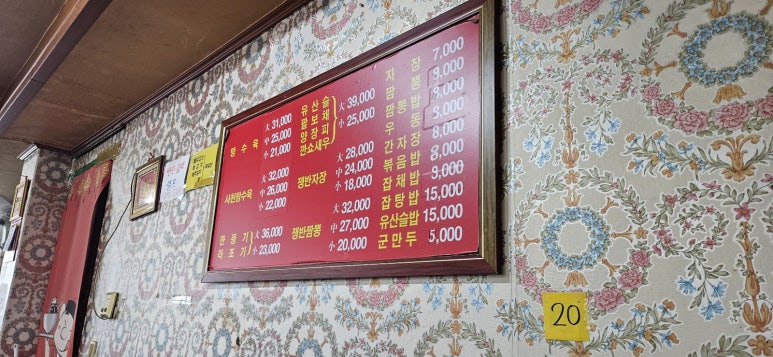 탕 수 육
大 31,000
中 25,000
小 21,000
사천탕수육
大 32,000
中 26,000
小 22,000
깐 풍 기
라 조 기
大 36,000
小 23,000
유 산 슬
팔 보 채
양 장 피
깐쇼새우
大 39,000
小 25,000
쟁반자장
大 28,000
中 24,000
小 18,000
쟁반짬뽕
大 32,000
中 27,000
小 20,000
자 장 7,000
짬 뽕 8,000
짬 뽕 밥 8,000
우 동 8,000
간 자 장 8,000
볶 음 밥 8,000
잡 채 밥 9,000
잡 탕 밥 15,000
유산슬밥 15,000
군 만 두 5,000
20